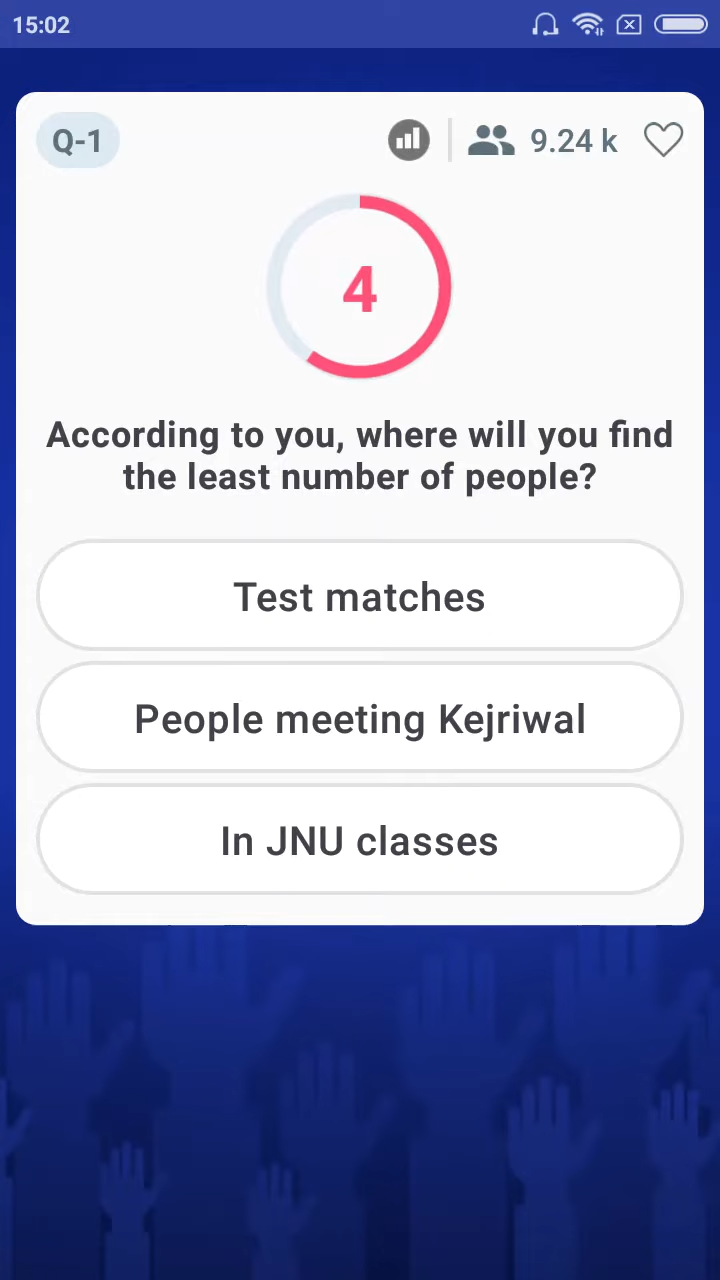 15:02
Q-1
9.24 k
4
According to you, where will you find
the least number of people?
Test matches
People meeting Kejriwal
In JNU classes